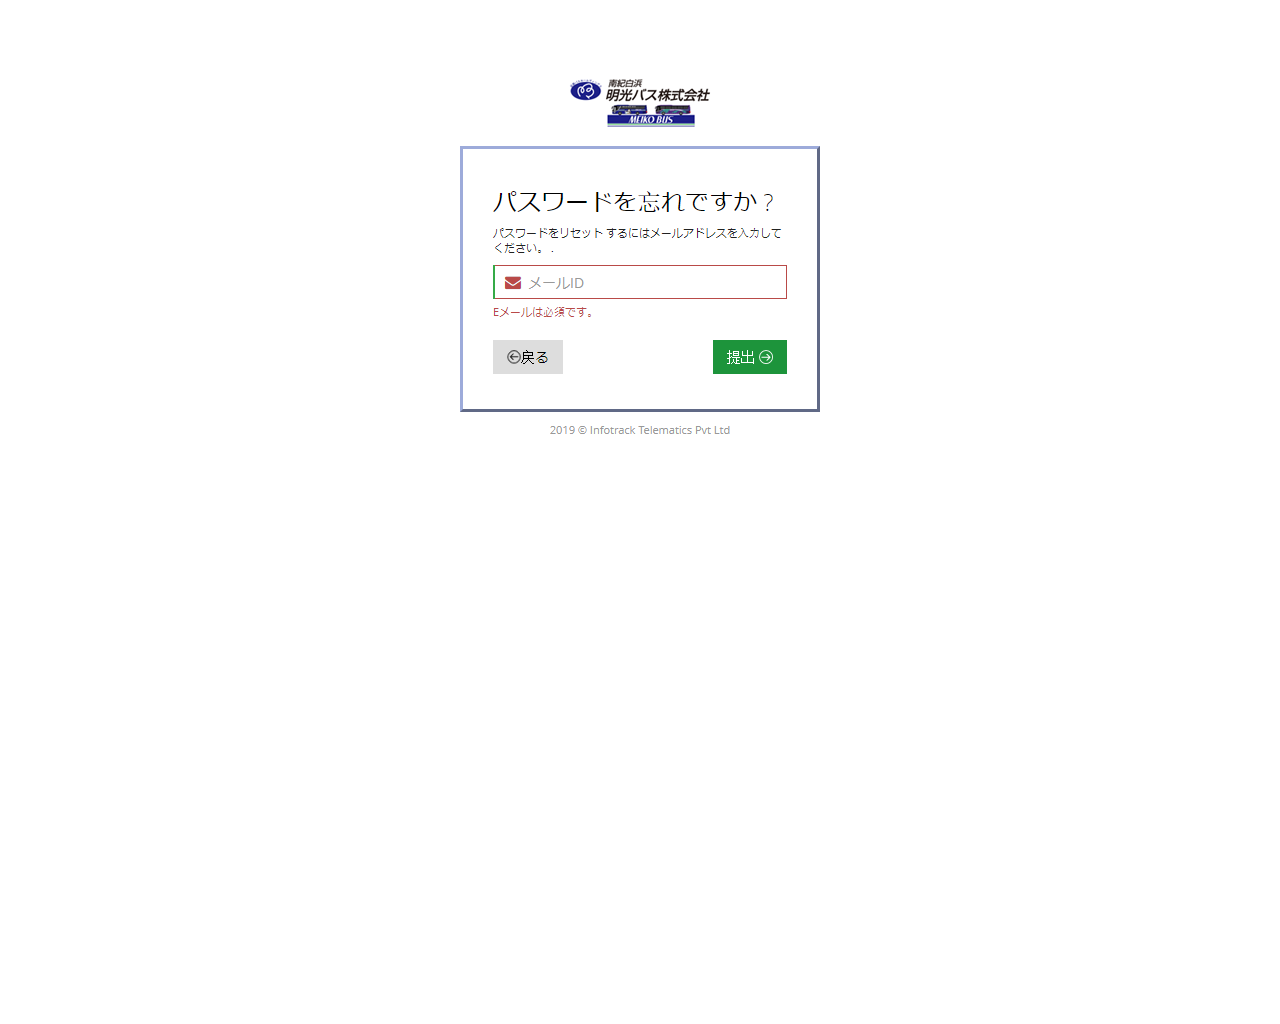 南紀白浜
明光バス株式会社
MEIKO BUS
パスワードを忘れですか ?
パスワードをリセット するにはメールアドレスを入力して
ください。 .
メールID
Eメールは必須です。
戻る
提出
2019 © Infotrack Telematics Pvt Ltd